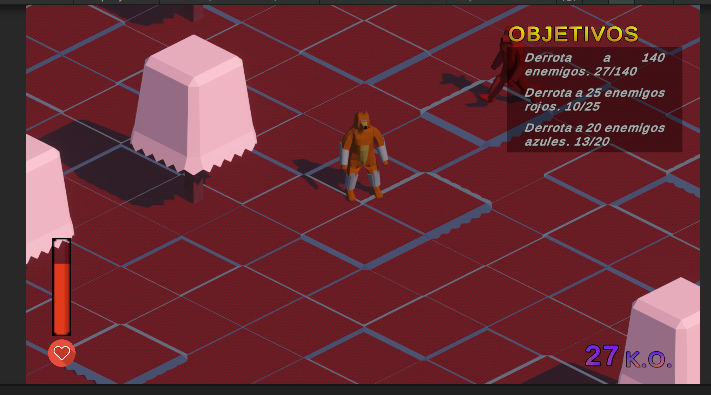 OBJETIVOS
Derrota a 140
enemigos. 27/140
Derrota a 25 enemigos
rojos. 10/25
Derrota a 20 enemigos
azules. 13/20
27 K.O.